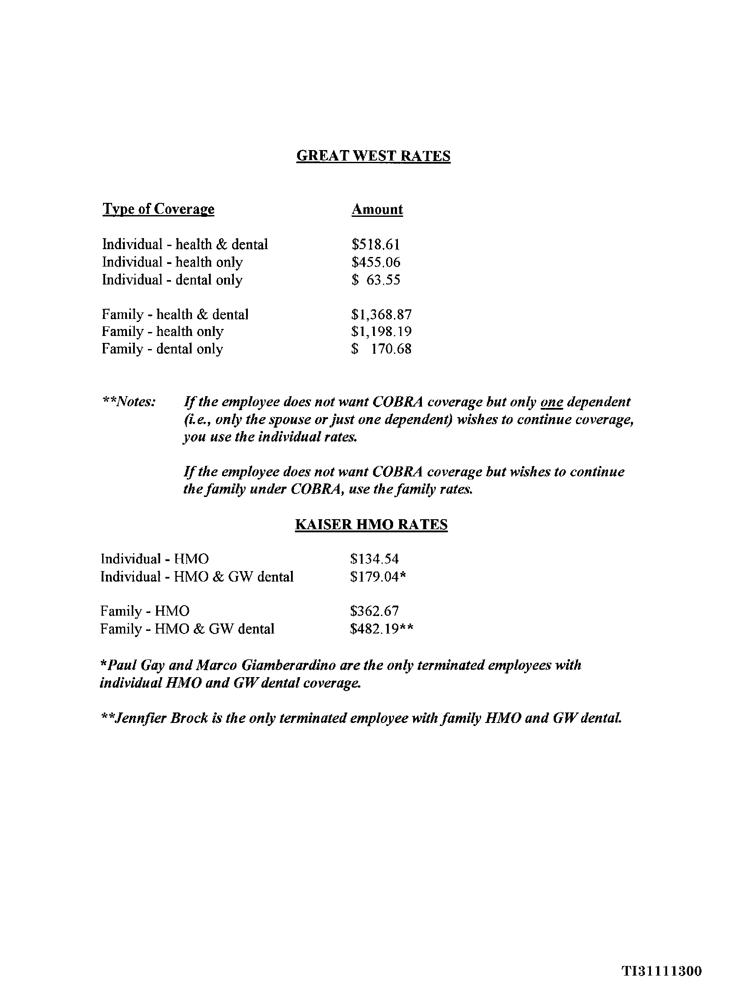 GREAT WEST RATES
Type of Coverage Amount
Individual - health & dental $518.61
Individual - health only $455.06
Individual - dental only $ 63.55
Family - health & dental $1,368.87
Family - health only $1,198.19
Family - dental only $ 170.68
**Notes: If the employee does not want COBRA coverage but only one dependent
(i.e., only the spouse or just one dependent) wishes to continue coverage,
you use the individual rates.
If the employee does not want COBRA coverage but wishes to continue
the family under COBRA, use the family rates.
KAISER HMO RATES
Individual - HMO $134.54
Individual - HMO & GW dental $179.04*
Family - HMO $362.67
Family - HMO & GW dental $482.19**
*Paul Gay and Marco Giamberardino are the only terminated employees with
individual HMO and GW dental coverage.
**Jennfier Brock is the only terminated employee with family HMO and GW dental.
TI31111300